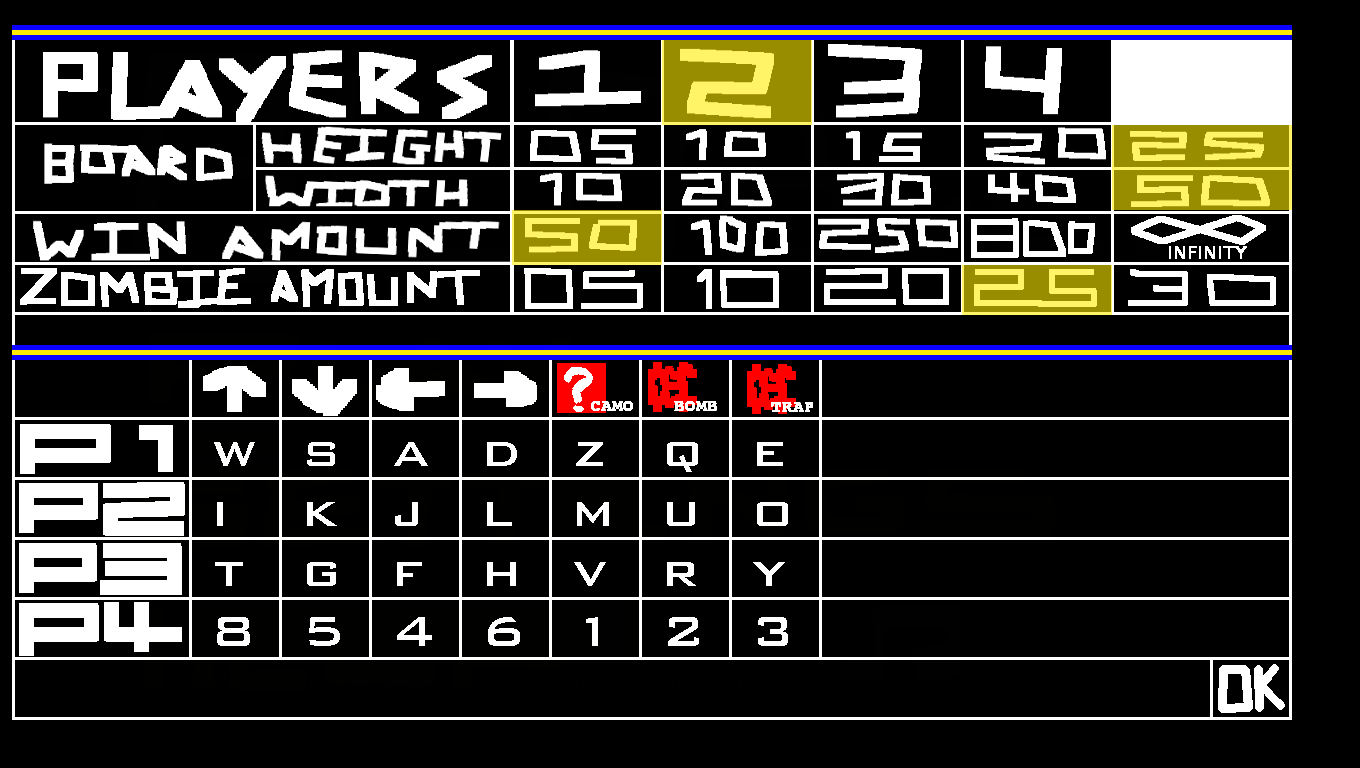 PLAYERS 1 2 3 4
BOARD HEIGHT 05 10 15 20 25
WIDTH 10 20 30 40 50
WIN AMOUNT 50 100 250 800 INFINITY
ZOMBIE AMOUNT 05 10 20 25 30
? CAMO BOMB TRAP
P1 W S A D Z Q E
P2 I K J L M U O
P3 T G F H V R Y
P4 8 5 4 6 1 2 3
OK